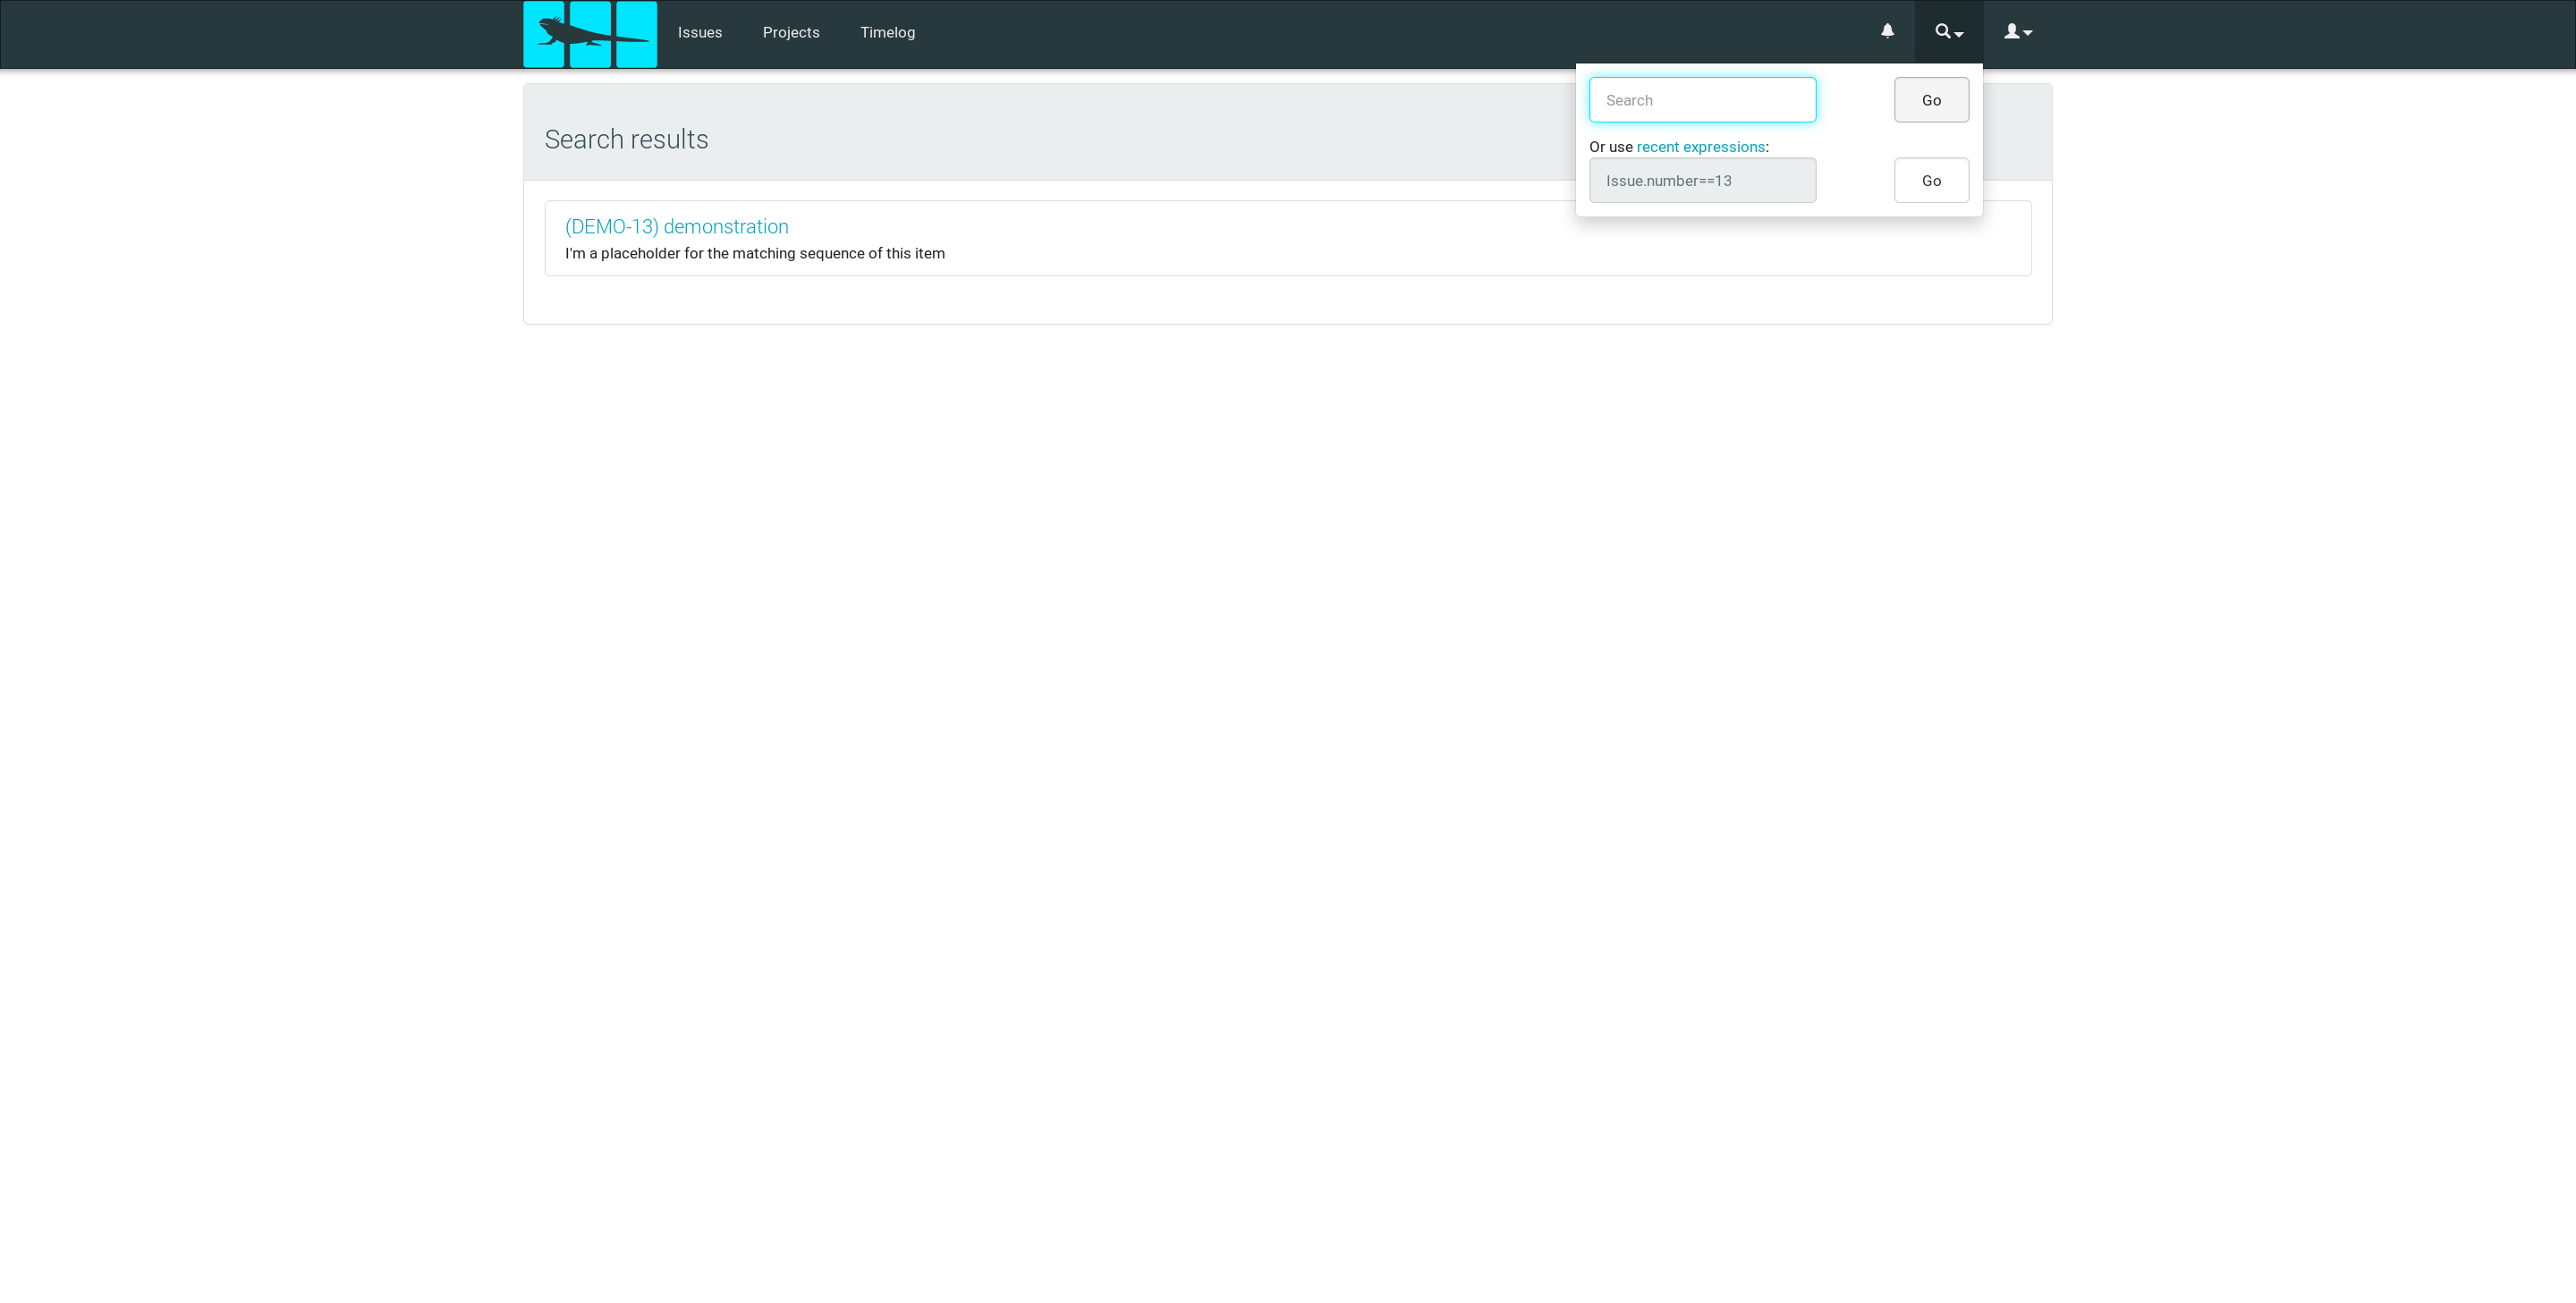 Issues Projects Timelog
Search Go
Or use recent expressions:
Issue.number==13 Go
Search results
(DEMO-13) demonstration
I'm a placeholder for the matching sequence of this item